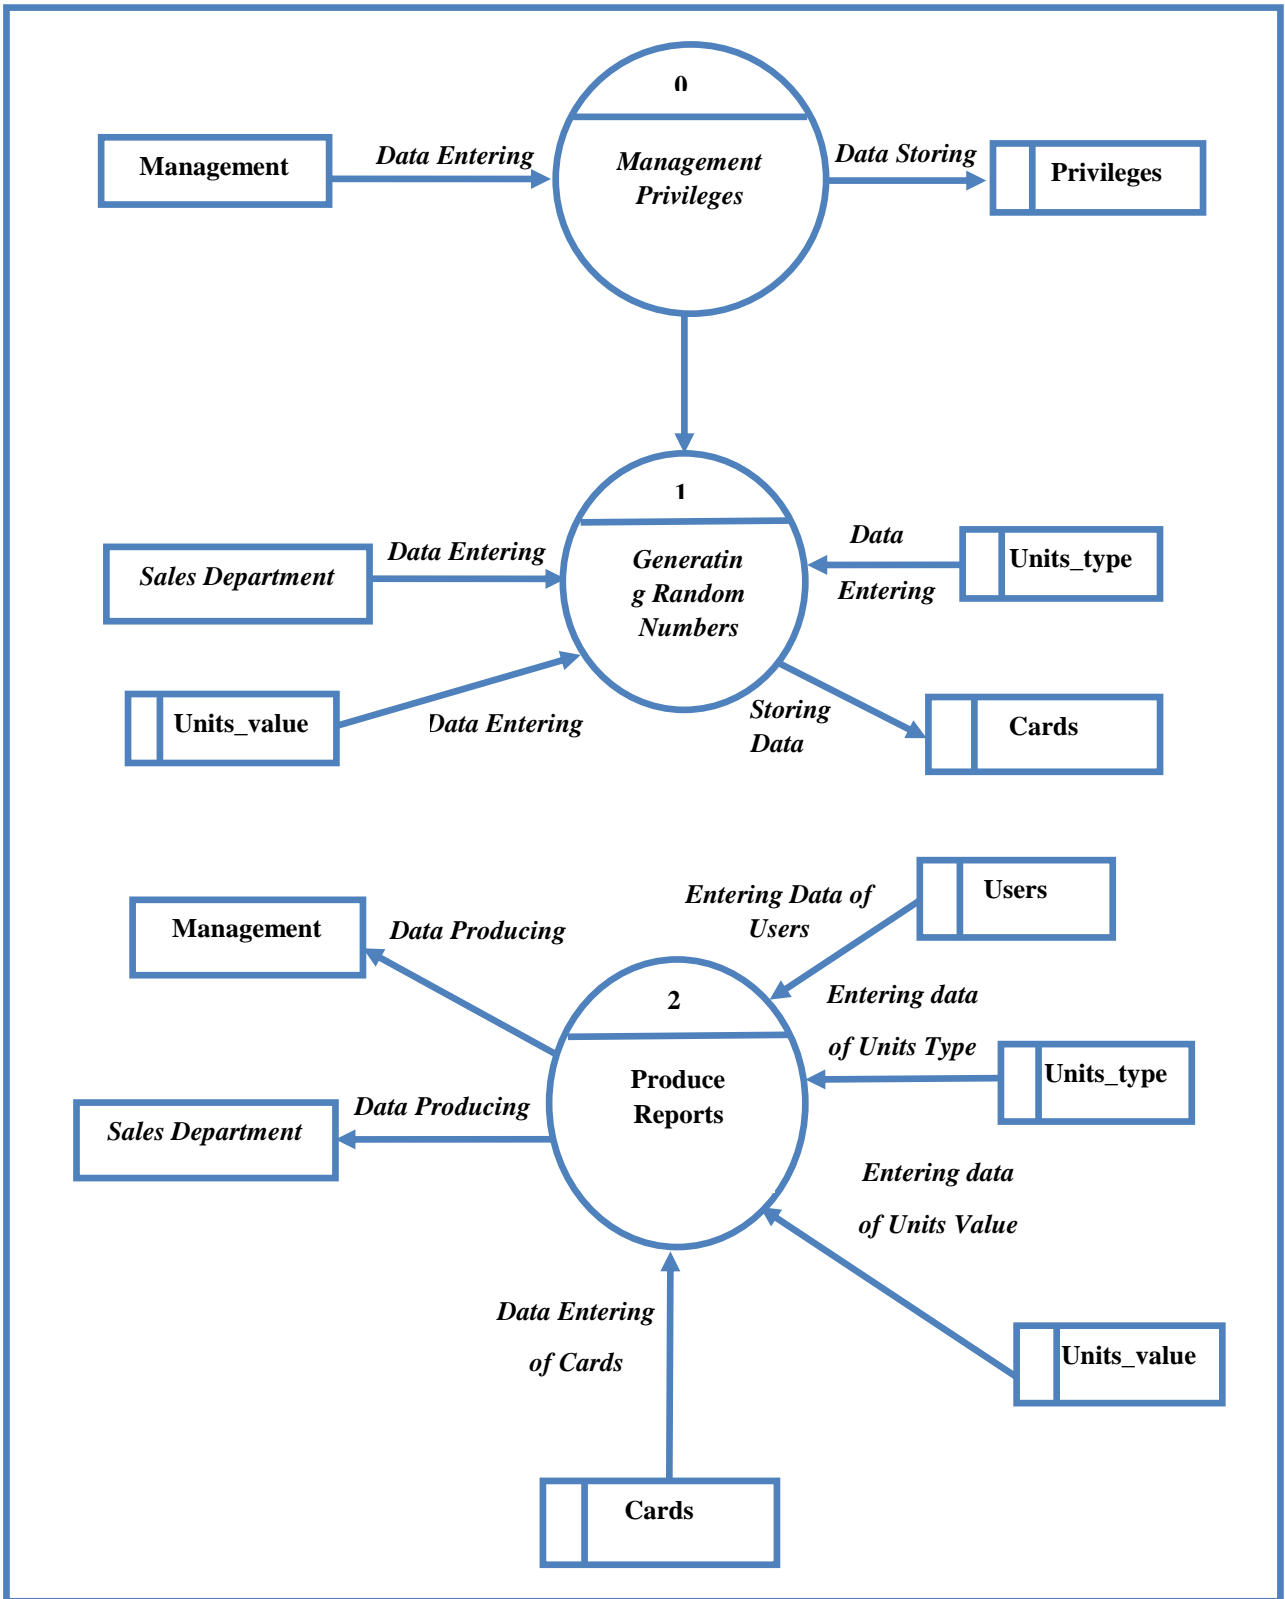 0
Management
Data Entering
Management
Privileges
Data Storing
Privileges
1
Sales Department
Data Entering
Generatin
g Random
Numbers
Data
Entering
Units_type
Units_value
Data Entering
Storing
Data
Cards
Management
Data Producing
Entering Data of
Users
Users
2
Produce
Reports
Entering data
of Units Type
Units_type
Sales Department
Data Producing
Entering data
of Units Value
Units_value
Data Entering
of Cards
Cards